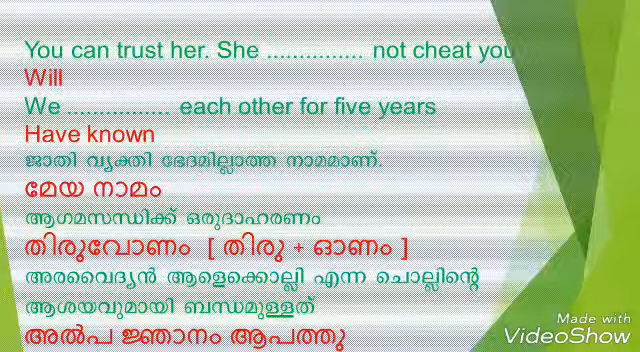 You can trust her. She ............... not cheat you
Will
We ................ each other for five years
Have known
ജാതി വ്യക്തി ഭേദമില്ലാത്ത നാമമാണ്.
മേയ നാമം
ആഗമസന്ധിക്ക് ഒരുദാഹരണം
തിരുവോണം [ തിരു + ഓണം ]
അരവൈദ്യൻ ആളെക്കൊല്ലി എന്ന ചൊല്ലിന്റെ
ആശയവുമായി ബന്ധമുള്ളത്
അൽപ ജ്ഞാനം ആപത്തു
Made with
VideoShow